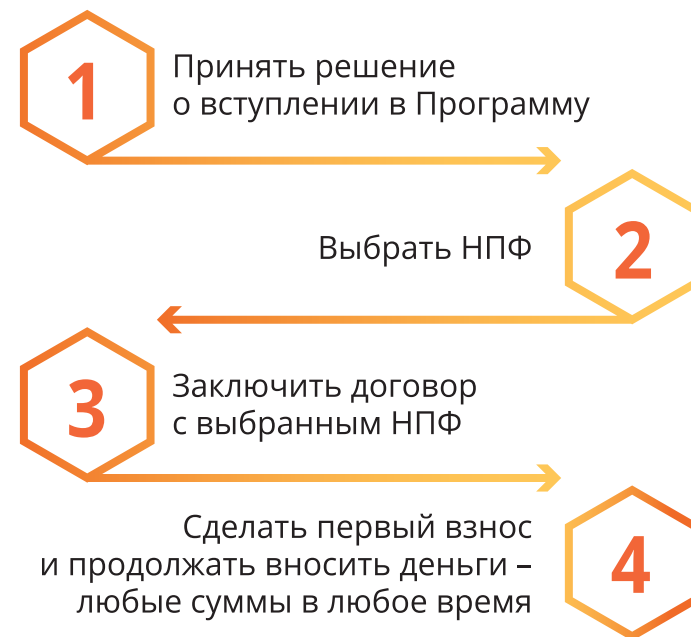 1
Принять решение
о вступлении в Программу
2
Выбрать НПФ
3
Заключить договор
с выбранным НПФ
4
Сделать первый взнос
и продолжать вносить деньги –
любые суммы в любое время